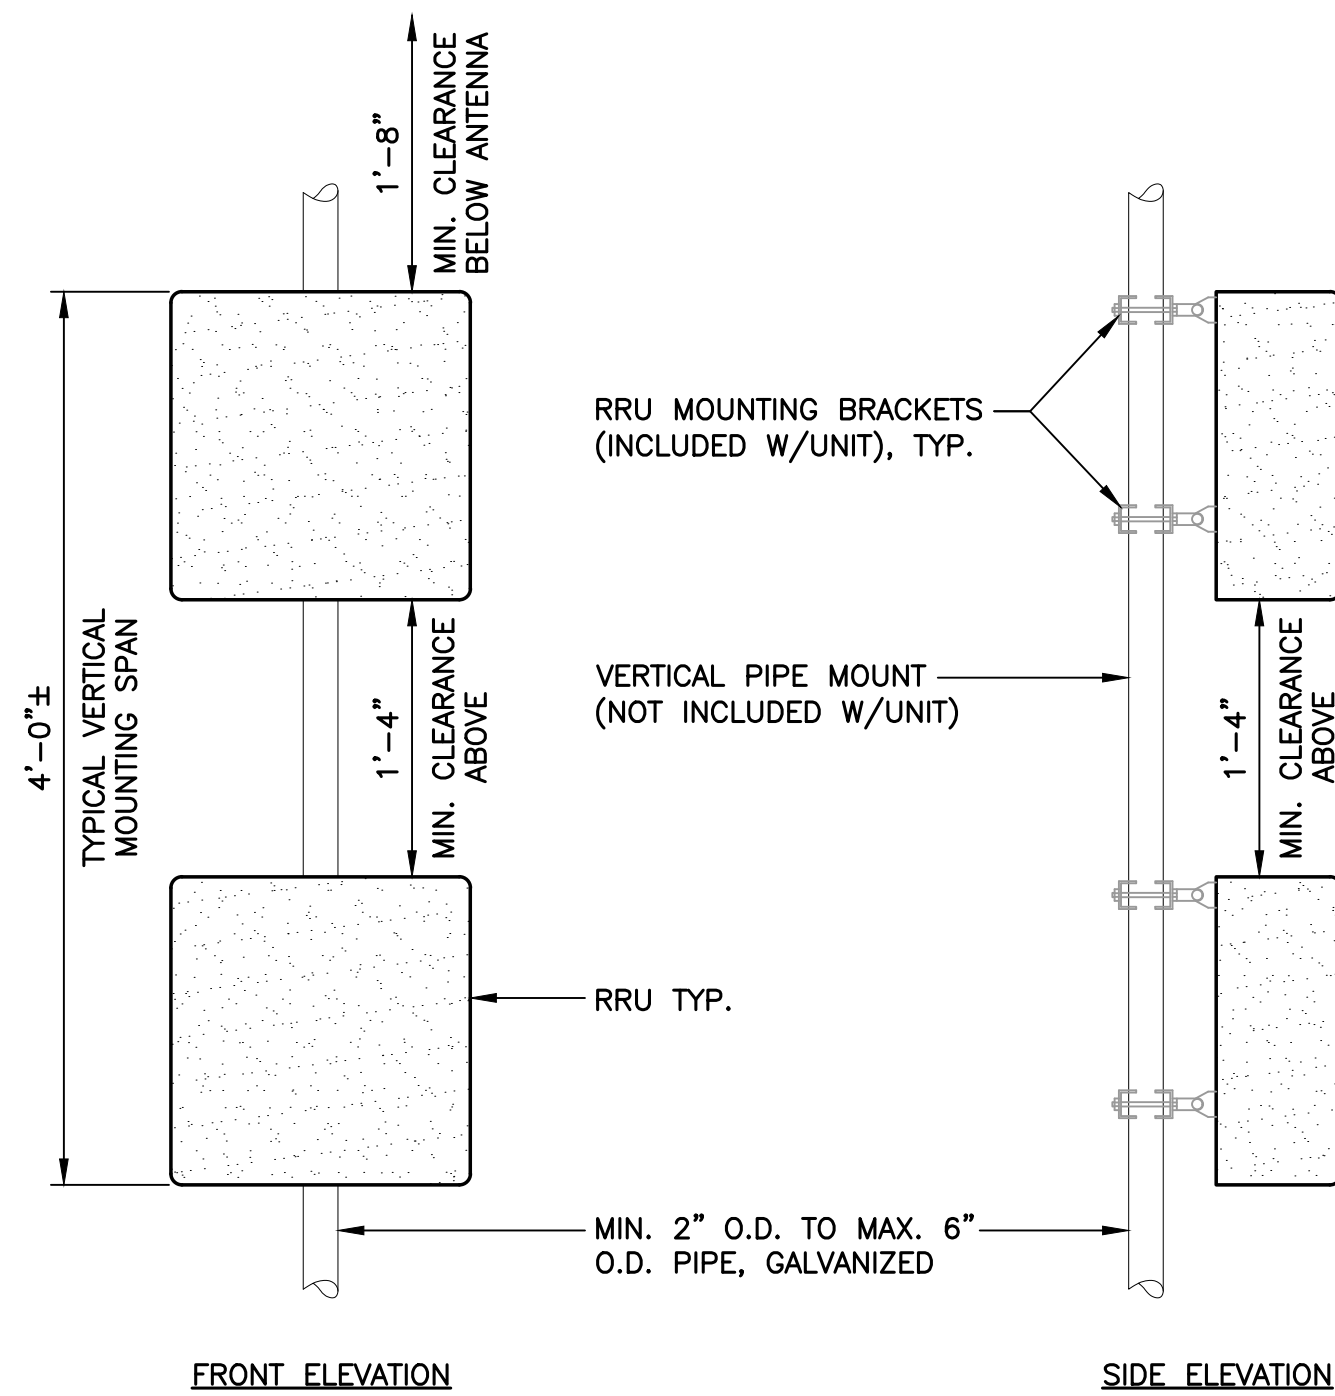 1'-8"
MIN. CLEARANCE
BELOW ANTENNA
4'-0"±
TYPICAL VERTICAL
MOUNTING SPAN
1'-4"
MIN. CLEARANCE
ABOVE
RRU MOUNTING BRACKETS
(INCLUDED W/UNIT), TYP.
VERTICAL PIPE MOUNT
(NOT INCLUDED W/UNIT)
1'-4"
MIN. CLEARANCE
ABOVE
RRU TYP.
MIN. 2" O.D. TO MAX. 6"
O.D. PIPE, GALVANIZED
FRONT ELEVATION
SIDE ELEVATION